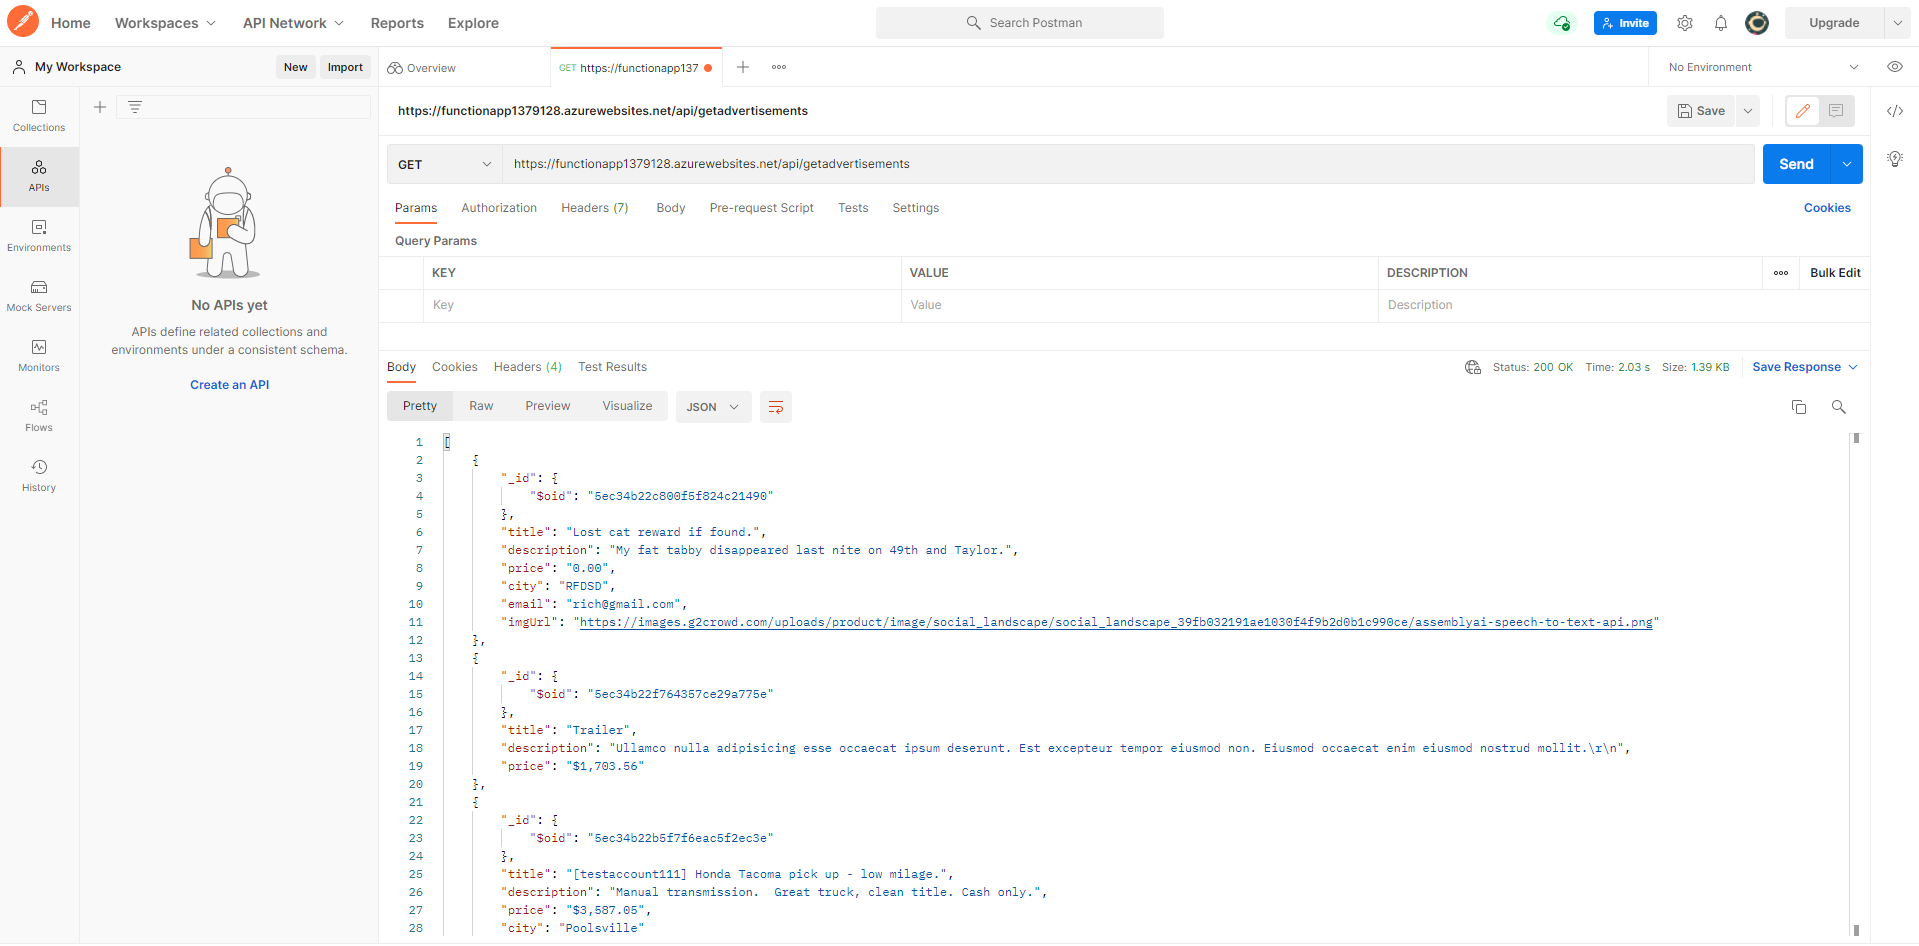 Home Workspaces API Network Reports Explore Search Postman Invite Upgrade
My Workspace New Import Overview GET https://functionapp137 No Environment
Collections
APIs
Environments
Mock Servers
Monitors
Flows
History
No APIs yet
APIs define related collections and
environments under a consistent schema.
Create an API
https://functionapp1379128.azurewebsites.net/api/getadvertisements Save
GET https://functionapp1379128.azurewebsites.net/api/getadvertisements Send
Params Authorization Headers (7) Body Pre-request Script Tests Settings Cookies
Query Params
KEY VALUE DESCRIPTION Bulk Edit
Key Value Description
Body Cookies Headers (4) Test Results Status: 200 OK Time: 2.03 s Size: 1.39 KB Save Response
Pretty Raw Preview Visualize JSON
1 [
2 {
3 "_id": {
4 "$oid": "5ec34b22c800f5f824c21490"
5 },
6 "title": "Lost cat reward if found.",
7 "description": "My fat tabby disappeared last nite on 49th and Taylor.",
8 "price": "0.00",
9 "city": "RFDSD",
10 "email": "rich@gmail.com",
11 "imgUrl": "https://images.g2crowd.com/uploads/product/image/social_landscape/social_landscape_39fb032191ae1030f4f9b2d0b1c990ce/assemblyai-speech-to-text-api.png"
12 },
13 {
14 "_id": {
15 "$oid": "5ec34b22f764357ce29a775e"
16 },
17 "title": "Trailer",
18 "description": "Ullamco nulla adipisicing esse occaecat ipsum deserunt. Est excepteur tempor eiusmod non. Eiusmod occaecat enim eiusmod nostrud mollit.\r\n",
19 "price": "$1,703.56"
20 },
21 {
22 "_id": {
23 "$oid": "5ec34b22b5f7f6eac5f2ec3e"
24 },
25 "title": "[testaccount111] Honda Tacoma pick up - low milage.",
26 "description": "Manual transmission.  Great truck, clean title. Cash only.",
27 "price": "$3,587.05",
28 "city": "Poolsville"